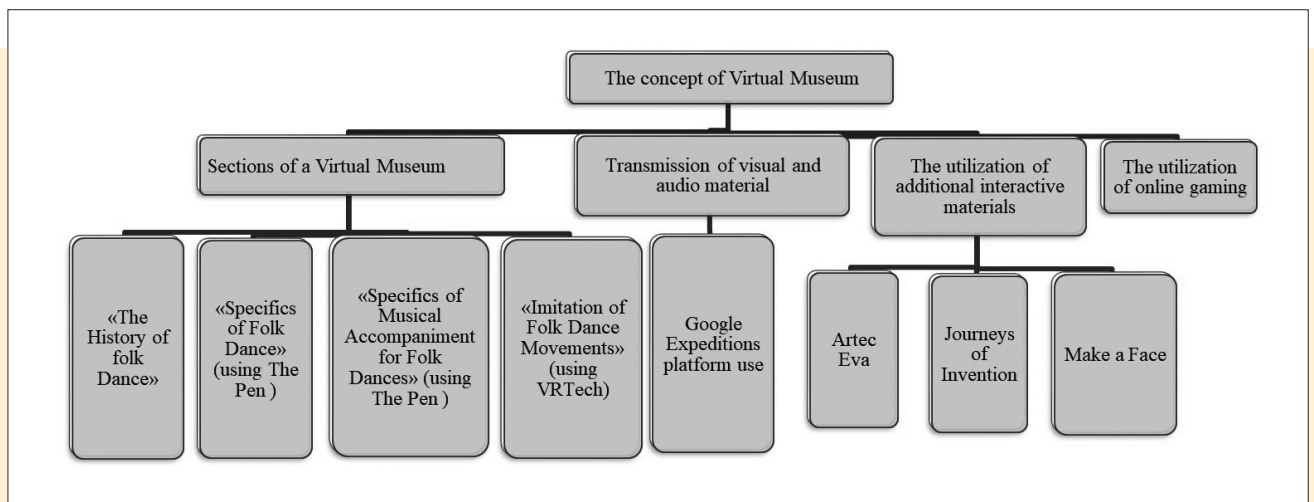 The concept of Virtual Museum
Sections of a Virtual Museum
Transmission of visual and
audio material
The utilization of
additional interactive
materials
The utilization
of online gaming
«The
History of
folk
Dance»
«Specifics
of Folk
Dance»
(using The
Pen )
«Specifics of
Musical
Accompaniment
for Folk
Dances» (using
The Pen )
«Imitation of
Folk Dance
Movements»
(using
VRTech)
Google
Expeditions
platform use
Artec
Eva
Journeys
of
Invention
Make a Face